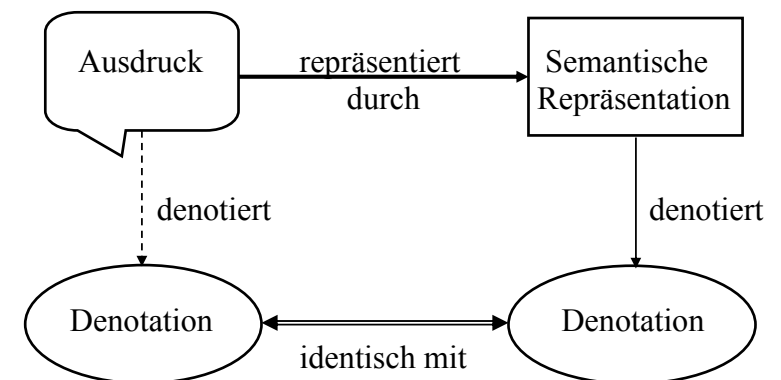 Ausdruck
repräsentiert
durch
Semantische
Repräsentation
denotiert
denotiert
Denotation
identisch mit
Denotation